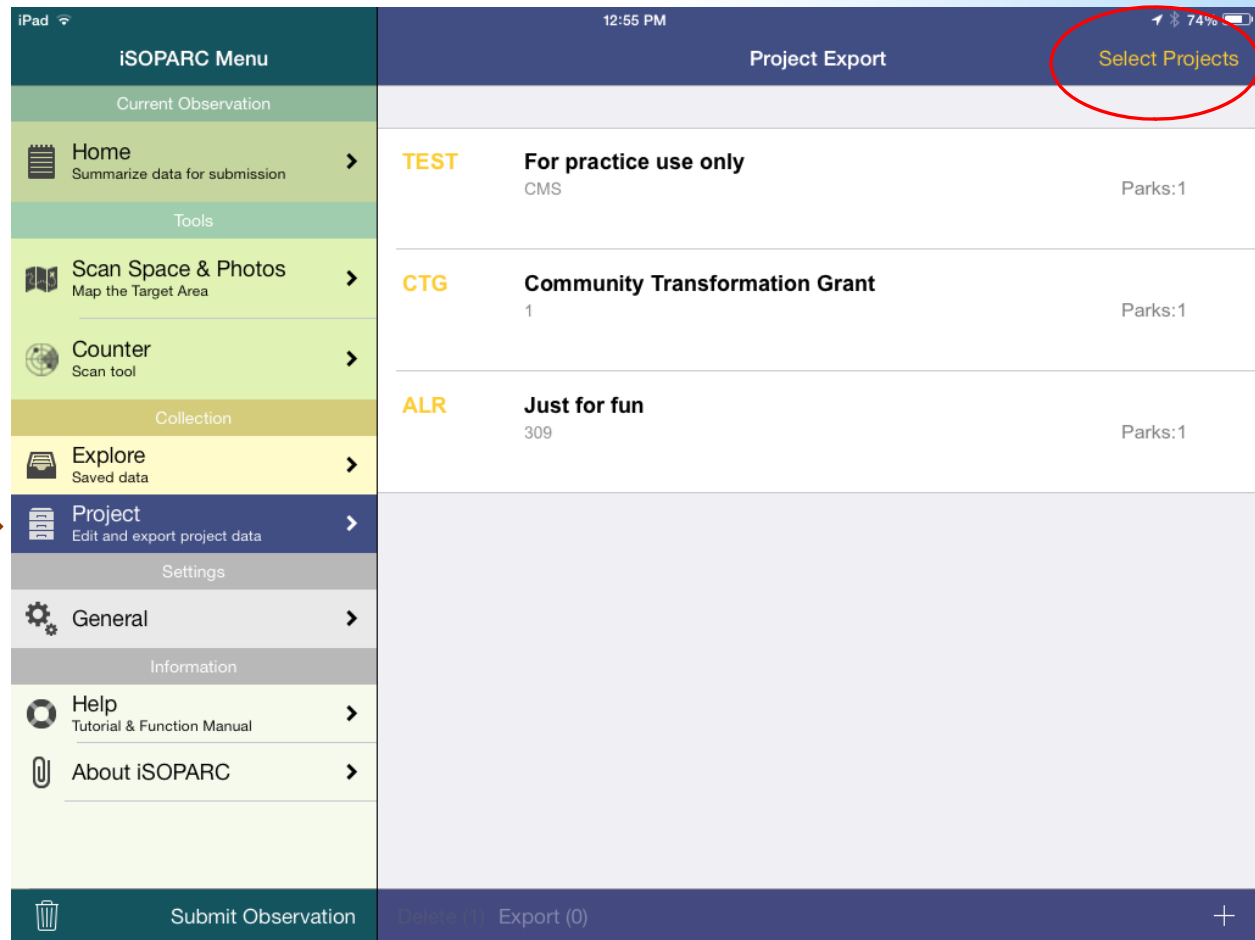 iPad 12:55 PM 74%
iSOPARC Menu
Project Export
Select Projects
Current Observation
Home
Summarize data for submission
Tools
Scan Space & Photos
Map the Target Area
Counter
Scan tool
Collection
Explore
Saved data
Project
Edit and export project data
Settings
General
Information
Help
Tutorial & Function Manual
About iSOPARC
Submit Observation
TEST For practice use only
CMS Parks:1
CTG Community Transformation Grant
1 Parks:1
ALR Just for fun
309 Parks:1
Delete (1) Export (0) +